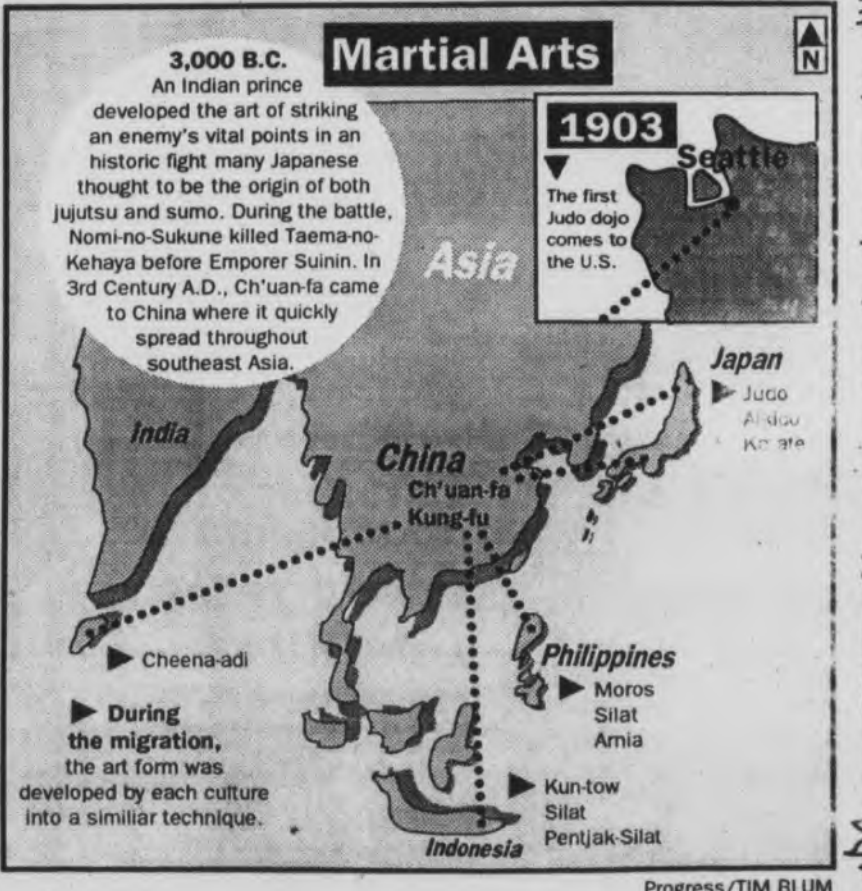 Martial Arts
N
3,000 B.C.
An Indian prince
developed the art of striking
an enemy's vital points in an
historic fight many Japanese
thought to be the origin of both
jujutsu and sumo. During the battle,
Nomi-no-Sukune killed Taema-no-
Kehaya before Emporer Suinin. In
3rd Century A.D., Ch'uan-fa came
to China where it quickly
spread throughout
southeast Asia.
1903
Seattle
The first
Judo dojo
comes to
the U.S.
Asia
Japan
Judo
India
China
Ch'uan-fa
Kung-fu
Cheena-adi
Philippines
Moros
Silat
Arnia
During
the migration,
the art form was
developed by each culture
into a similiar technique.
Kun-tow
Silat
Pentjak-Silat
Indonesia
Progress/TIM BLUM